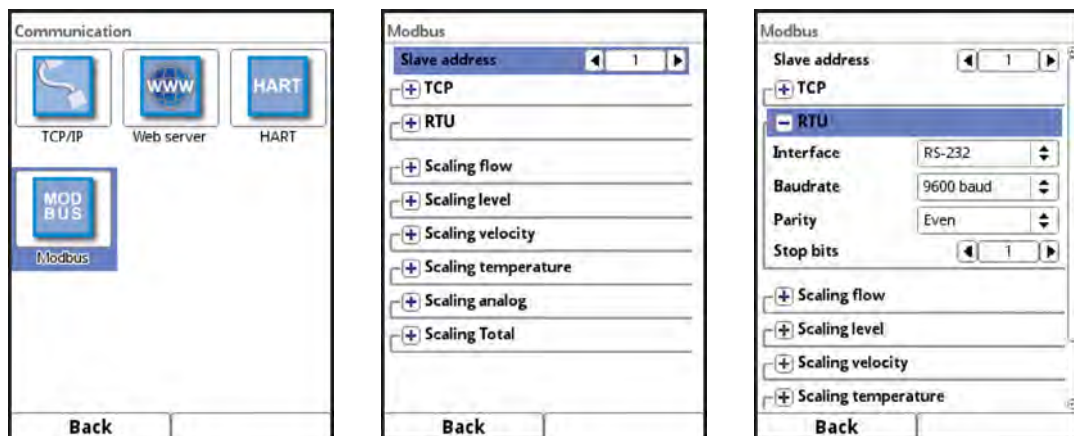 Communication
WWW
HART
TCP/IP
Web server
HART
MOD
BUS
Modbus
Back
Modbus
Slave address 1
TCP
RTU
Scaling flow
Scaling level
Scaling velocity
Scaling temperature
Scaling analog
Scaling Total
Back
Modbus
Slave address 1
TCP
RTU
Interface RS-232
Baudrate 9600 baud
Parity Even
Stop bits 1
Scaling flow
Scaling level
Scaling velocity
Scaling temperature
Back